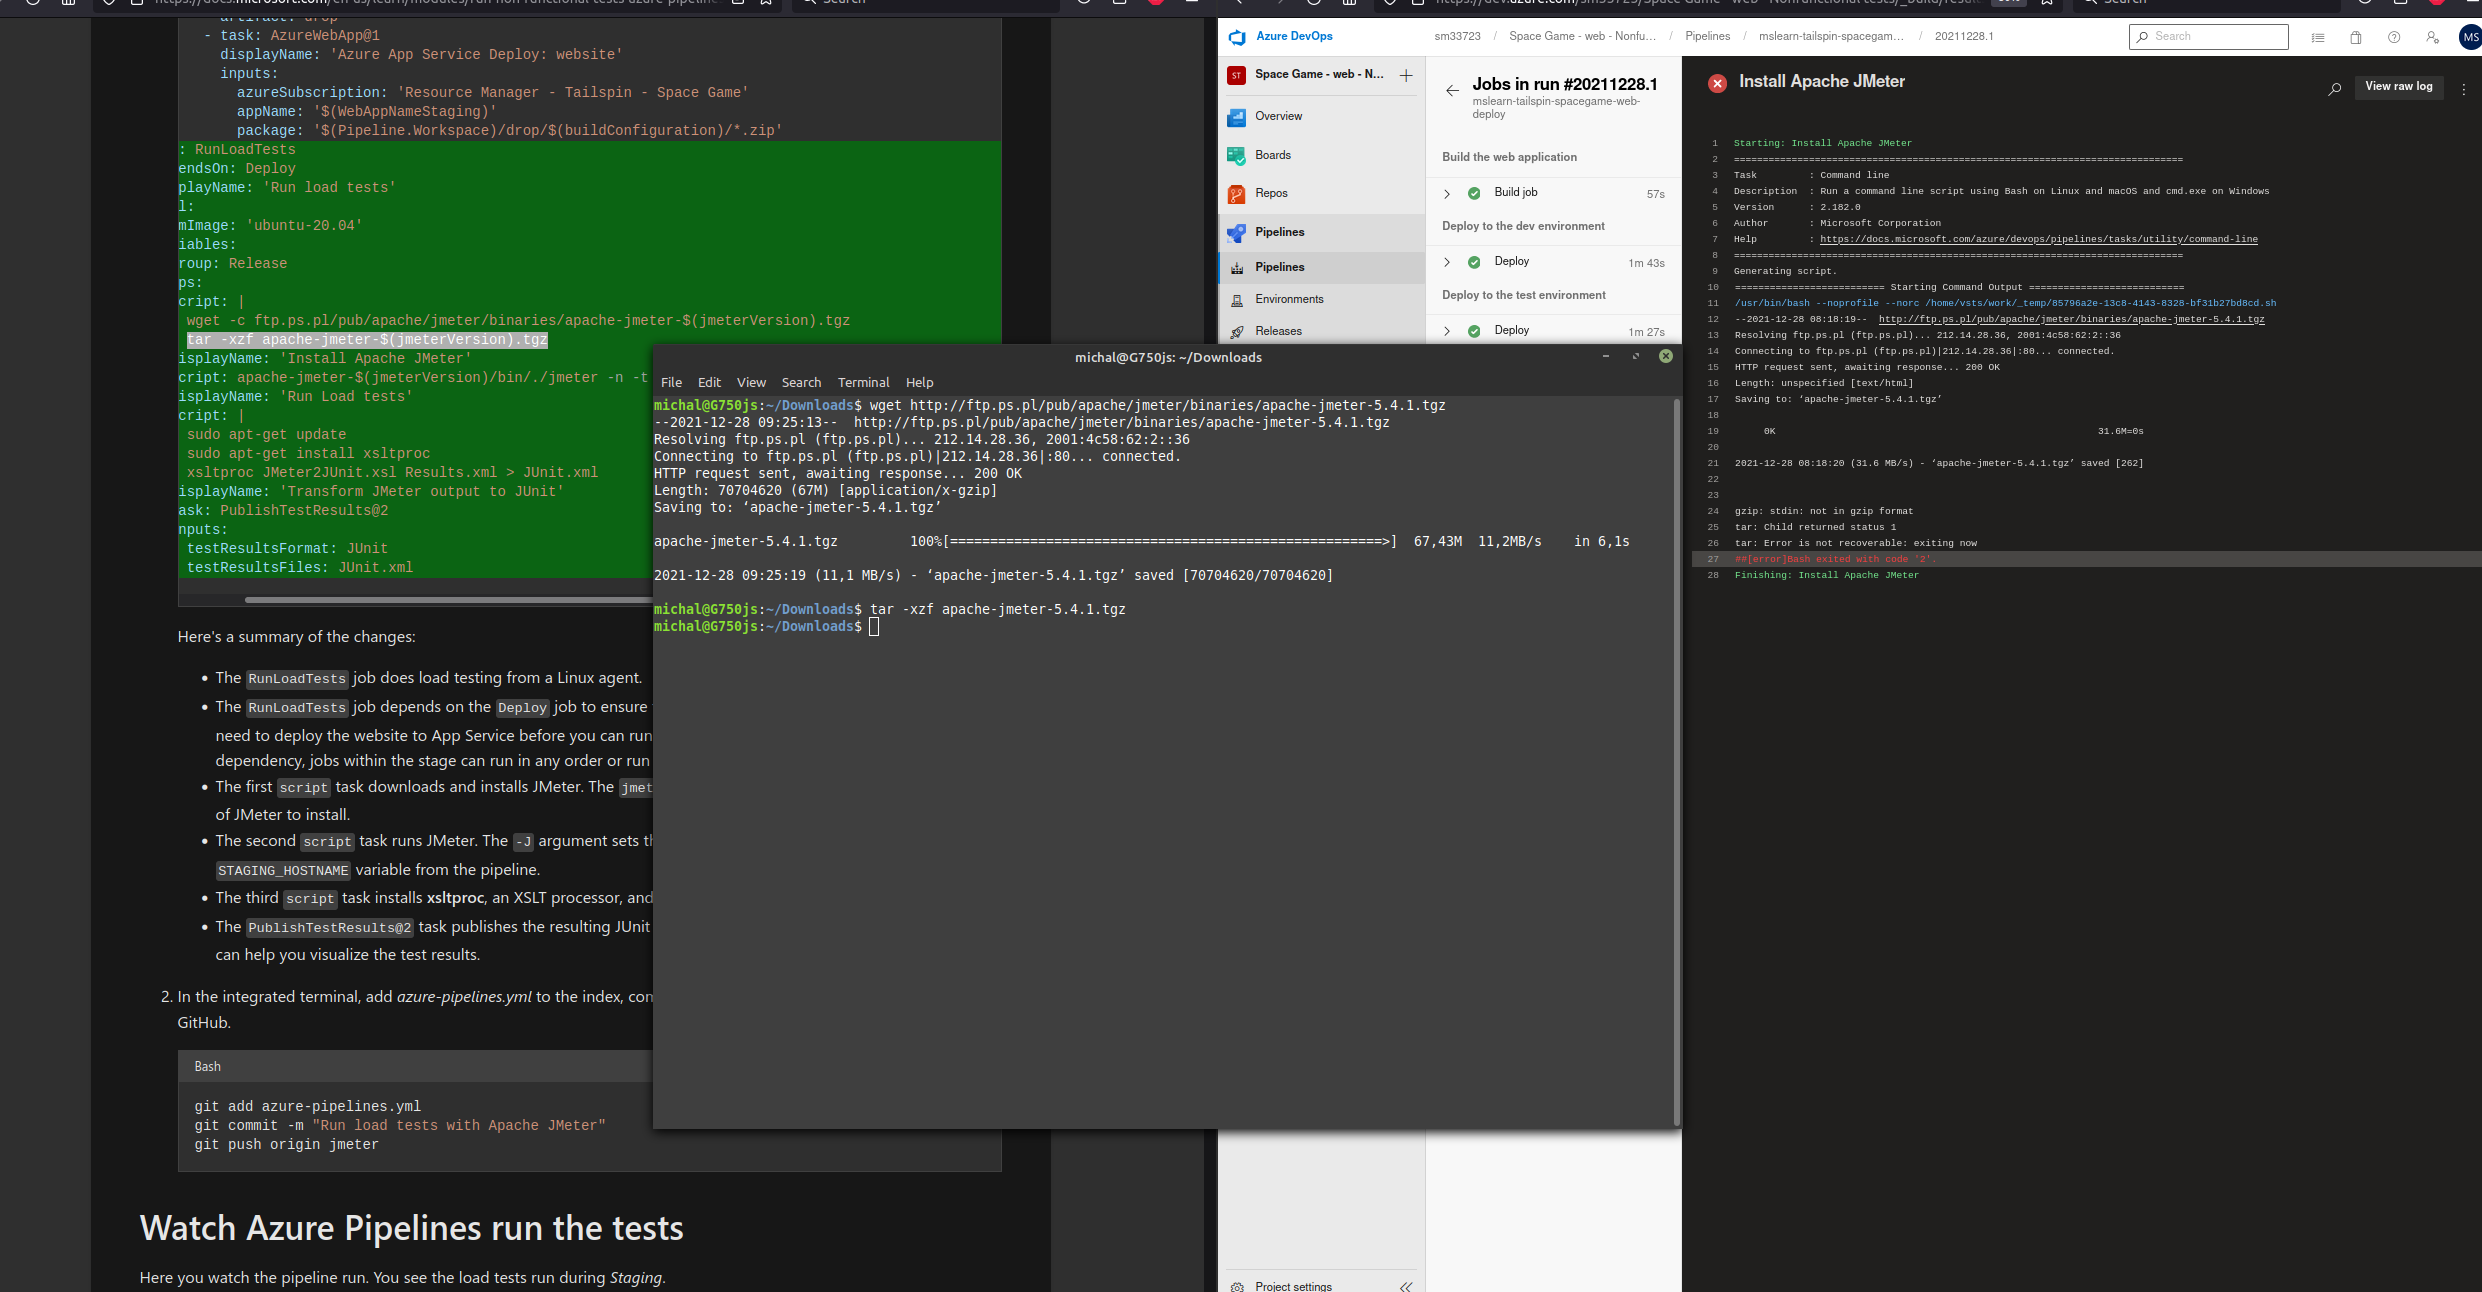 https://docs.microsoft.com/en-us/learn/modules/run-non-functional-tests-azure-pipeline
Search
artifact: drop
- task: AzureWebApp@1
displayName: 'Azure App Service Deploy: website'
inputs:
azureSubscription: 'Resource Manager - Tailspin - Space Game'
appName: '$(WebAppNameStaging)'
package: '$(Pipeline.Workspace)/drop/$(buildConfiguration)/*.zip'
: RunLoadTests
endsOn: Deploy
playName: 'Run load tests'
l:
mImage: 'ubuntu-20.04'
iables:
roup: Release
ps:
cript: |
wget -c ftp.ps.pl/pub/apache/jmeter/binaries/apache-jmeter-$(jmeterVersion).tgz
tar -xzf apache-jmeter-$(jmeterVersion).tgz
isplayName: 'Install Apache JMeter'
cript: apache-jmeter-$(jmeterVersion)/bin/./jmeter -n -t
isplayName: 'Run Load tests'
cript: |
sudo apt-get update
sudo apt-get install xsltproc
xsltproc JMeter2JUnit.xsl Results.xml > JUnit.xml
isplayName: 'Transform JMeter output to JUnit'
ask: PublishTestResults@2
nputs:
testResultsFormat: JUnit
testResultsFiles: JUnit.xml
Here's a summary of the changes:
• The RunLoadTests job does load testing from a Linux agent.
• The RunLoadTests job depends on the Deploy job to ensure
need to deploy the website to App Service before you can run
dependency, jobs within the stage can run in any order or run
• The first script task downloads and installs JMeter. The jmet
of JMeter to install.
• The second script task runs JMeter. The -J argument sets th
STAGING_HOSTNAME variable from the pipeline.
• The third script task installs xsltproc, an XSLT processor, and
• The PublishTestResults@2 task publishes the resulting JUnit
can help you visualize the test results.
2. In the integrated terminal, add azure-pipelines.yml to the index, com
GitHub.
Bash
git add azure-pipelines.yml
git commit -m "Run load tests with Apache JMeter"
git push origin jmeter
Watch Azure Pipelines run the tests
Here you watch the pipeline run. You see the load tests run during Staging.
michal@G750js: ~/Downloads
File Edit View Search Terminal Help
michal@G750js:~/Downloads$ wget http://ftp.ps.pl/pub/apache/jmeter/binaries/apache-jmeter-5.4.1.tgz
--2021-12-28 09:25:13--  http://ftp.ps.pl/pub/apache/jmeter/binaries/apache-jmeter-5.4.1.tgz
Resolving ftp.ps.pl (ftp.ps.pl)... 212.14.28.36, 2001:4c58:62:2::36
Connecting to ftp.ps.pl (ftp.ps.pl)|212.14.28.36|:80... connected.
HTTP request sent, awaiting response... 200 OK
Length: 70704620 (67M) [application/x-gzip]
Saving to: ‘apache-jmeter-5.4.1.tgz’
apache-jmeter-5.4.1.tgz 100%[======================================================>] 67,43M 11,2MB/s in 6,1s
2021-12-28 09:25:19 (11,1 MB/s) - ‘apache-jmeter-5.4.1.tgz’ saved [70704620/70704620]
michal@G750js:~/Downloads$ tar -xzf apache-jmeter-5.4.1.tgz
michal@G750js:~/Downloads$
Search
Azure DevOps
sm33723 / Space Game - web - Nonfu... / Pipelines / mslearn-tailspin-spacegam... / 20211228.1
Search
MS
ST Space Game - web - N...
Overview
Boards
Repos
Pipelines
Pipelines
Environments
Releases
Project settings
Jobs in run #20211228.1
mslearn-tailspin-spacegame-web-
deploy
Build the web application
Build job 57s
Deploy to the dev environment
Deploy 1m 43s
Deploy to the test environment
Deploy 1m 27s
Install Apache JMeter
View raw log
1 Starting: Install Apache JMeter
2 ==============================================================================
3 Task : Command line
4 Description : Run a command line script using Bash on Linux and macOS and cmd.exe on Windows
5 Version : 2.182.0
6 Author : Microsoft Corporation
7 Help : https://docs.microsoft.com/azure/devops/pipelines/tasks/utility/command-line
8 ==============================================================================
9 Generating script.
10 ========================== Starting Command Output ===========================
11 /usr/bin/bash --noprofile --norc /home/vsts/work/_temp/85796a2e-13c8-4143-8328-bf31b27bd8cd.sh
12 --2021-12-28 08:18:19--  http://ftp.ps.pl/pub/apache/jmeter/binaries/apache-jmeter-5.4.1.tgz
13 Resolving ftp.ps.pl (ftp.ps.pl)... 212.14.28.36, 2001:4c58:62:2::36
14 Connecting to ftp.ps.pl (ftp.ps.pl)|212.14.28.36|:80... connected.
15 HTTP request sent, awaiting response... 200 OK
16 Length: unspecified [text/html]
17 Saving to: ‘apache-jmeter-5.4.1.tgz’
18
19 0K 31.6M=0s
20
21 2021-12-28 08:18:20 (31.6 MB/s) - ‘apache-jmeter-5.4.1.tgz’ saved [262]
22
23
24 gzip: stdin: not in gzip format
25 tar: Child returned status 1
26 tar: Error is not recoverable: exiting now
27 ##[error]Bash exited with code '2'.
28 Finishing: Install Apache JMeter